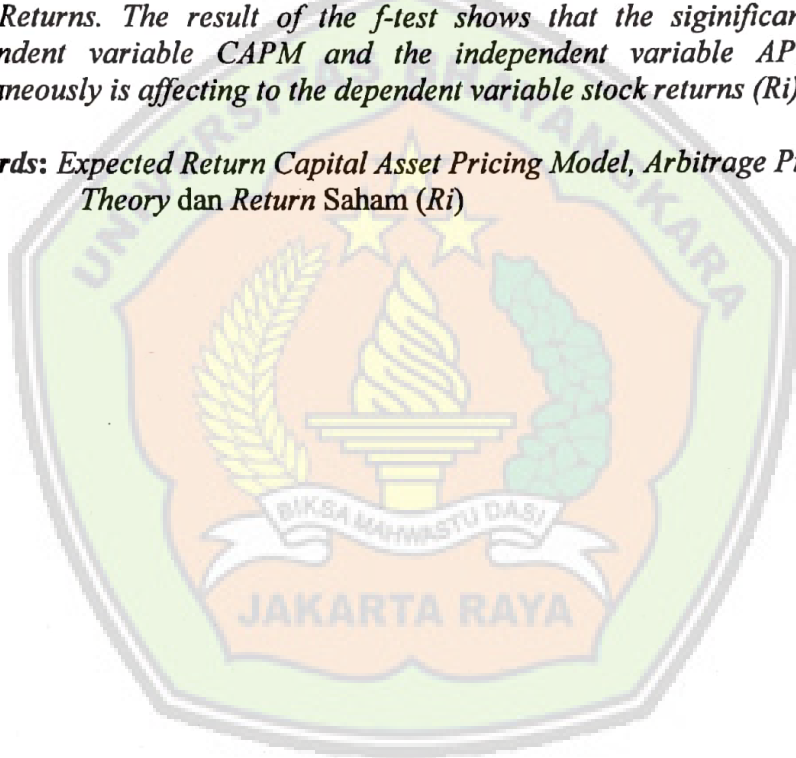 Returns. The result of the f-test shows that the siginifican
ndent variable CAPM and the independent variable AP
neously is affecting to the dependent variable stock returns (Ri)
rds: Expected Return Capital Asset Pricing Model, Arbitrage P
Theory dan Return Saham (Ri)
UNIVERSITAS BHAYANGKARA
BIKSA MAHWASTU DASI
JAKARTA RAYA